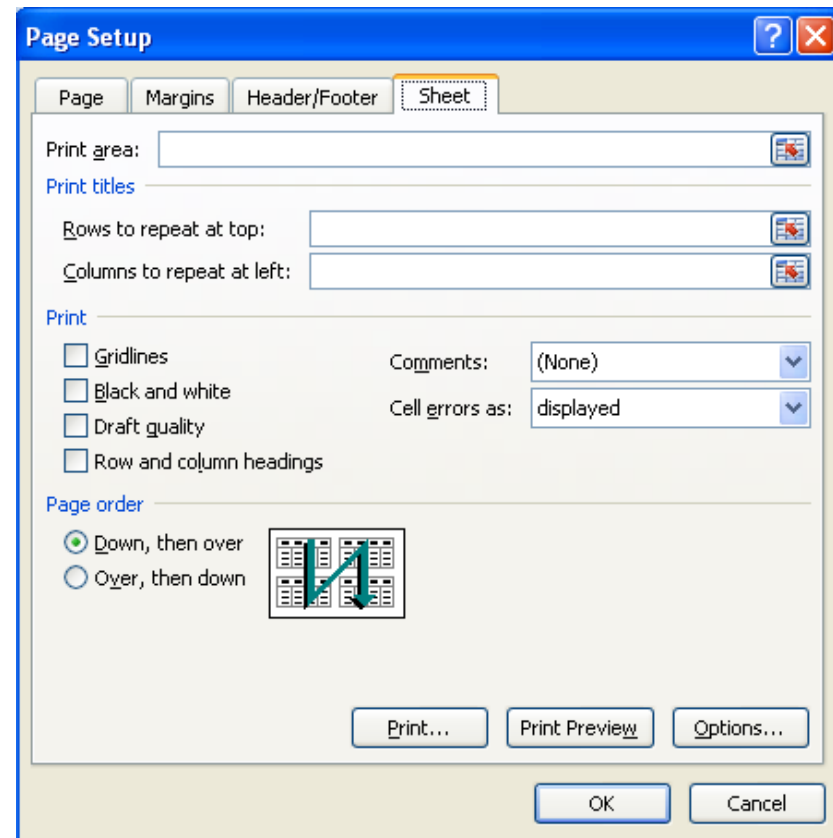 Page Setup
Page Margins Header/Footer Sheet
Print area:
Print titles
Rows to repeat at top:
Columns to repeat at left:
Print
Gridlines
Comments: (None)
Black and white
Cell errors as: displayed
Draft quality
Row and column headings
Page order
Down, then over
Over, then down
Print... Print Preview Options...
OK Cancel